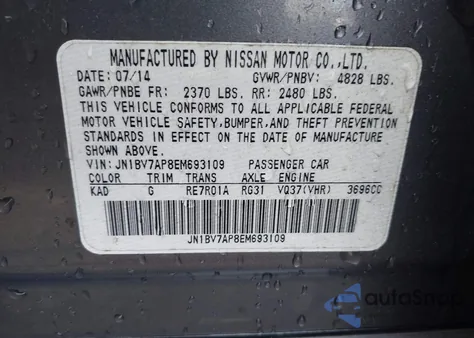 MANUFACTURED BY NISSAN MOTOR CO.,LTD.
DATE: 07/14 GVWR/PNBV: 4828 LBS.
GAWR/PNBE FR: 2370 LBS. RR: 2480 LBS.
THIS VEHICLE CONFORMS TO ALL APPLICABLE FEDERAL
MOTOR VEHICLE SAFETY, BUMPER, AND THEFT PREVENTION
STANDARDS IN EFFECT ON THE DATE OF MANUFACTURE
SHOWN ABOVE.
VIN: JN1BV7AP8EM693109 PASSENGER CAR
COLOR TRIM TRANS AXLE ENGINE
KAD G RE7R01A RG31 VQ37(VHR) 3696CC
JN1BV7AP8EM693109